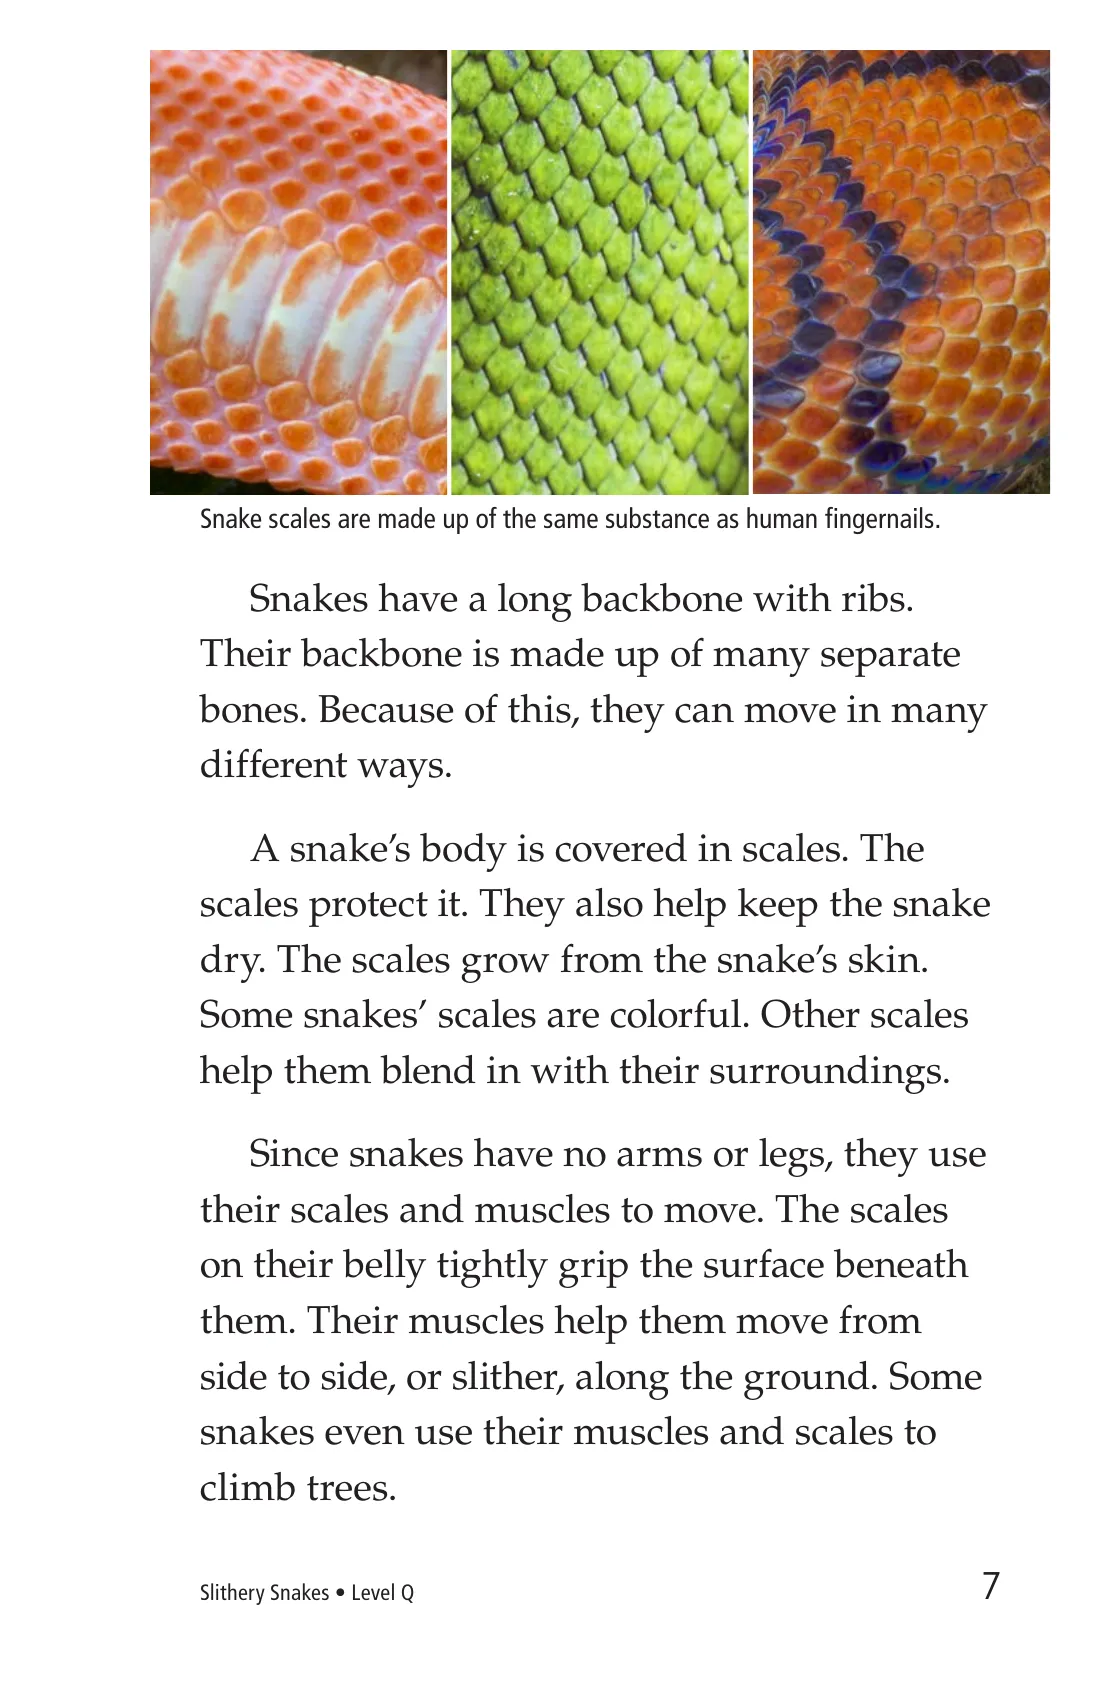 Snake scales are made up of the same substance as human fingernails.
Snakes have a long backbone with ribs.
Their backbone is made up of many separate
bones. Because of this, they can move in many
different ways.
A snake’s body is covered in scales. The
scales protect it. They also help keep the snake
dry. The scales grow from the snake’s skin.
Some snakes’ scales are colorful. Other scales
help them blend in with their surroundings.
Since snakes have no arms or legs, they use
their scales and muscles to move. The scales
on their belly tightly grip the surface beneath
them. Their muscles help them move from
side to side, or slither, along the ground. Some
snakes even use their muscles and scales to
climb trees.
Slithery Snakes • Level Q
7